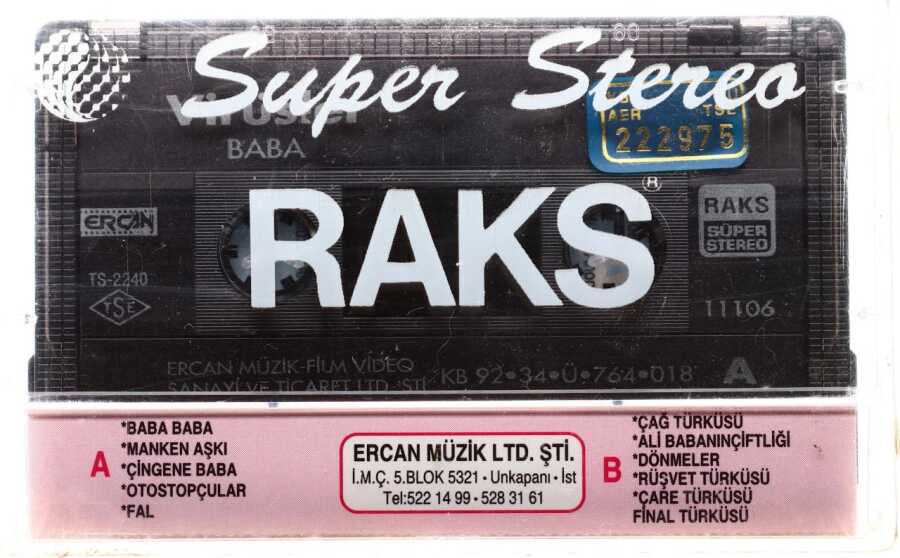 Super Stereo
Virüsler
BABA
AER TSE
222975
RAKS®
ERCAN
RAKS
SÜPER
STEREO
TS-2240
TSE
11106
ERCAN MÜZİK-FİLM VİDEO
SANAYİ VE TİCARET LTD. ŞTİ.
KB 92•34•Ü•764•018
A
A
*BABA BABA
*MANKEN AŞKI
*ÇİNGENE BABA
*OTOSTOPÇULAR
*FAL
ERCAN MÜZİK LTD. ŞTİ.
İ.M.Ç. 5.BLOK 5321 • Unkapanı • İst
Tel:522 14 99 • 528 31 61
B
*ÇAĞ TÜRKÜSÜ
*ALİ BABANINÇİFTLİĞİ
*DÖNMELER
*RÜŞVET TÜRKÜSÜ
*ÇARE TÜRKÜSÜ
FİNAL TÜRKÜSÜ